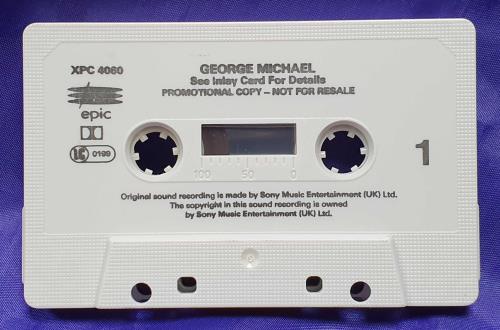 XPC 4060
GEORGE MICHAEL
See Inlay Card For Details
PROMOTIONAL COPY – NOT FOR RESALE
epic
LC 0199
1
100 50 0
Original sound recording is made by Sony Music Entertainment (UK) Ltd.
The copyright in this sound recording is owned
by Sony Music Entertainment (UK) Ltd.